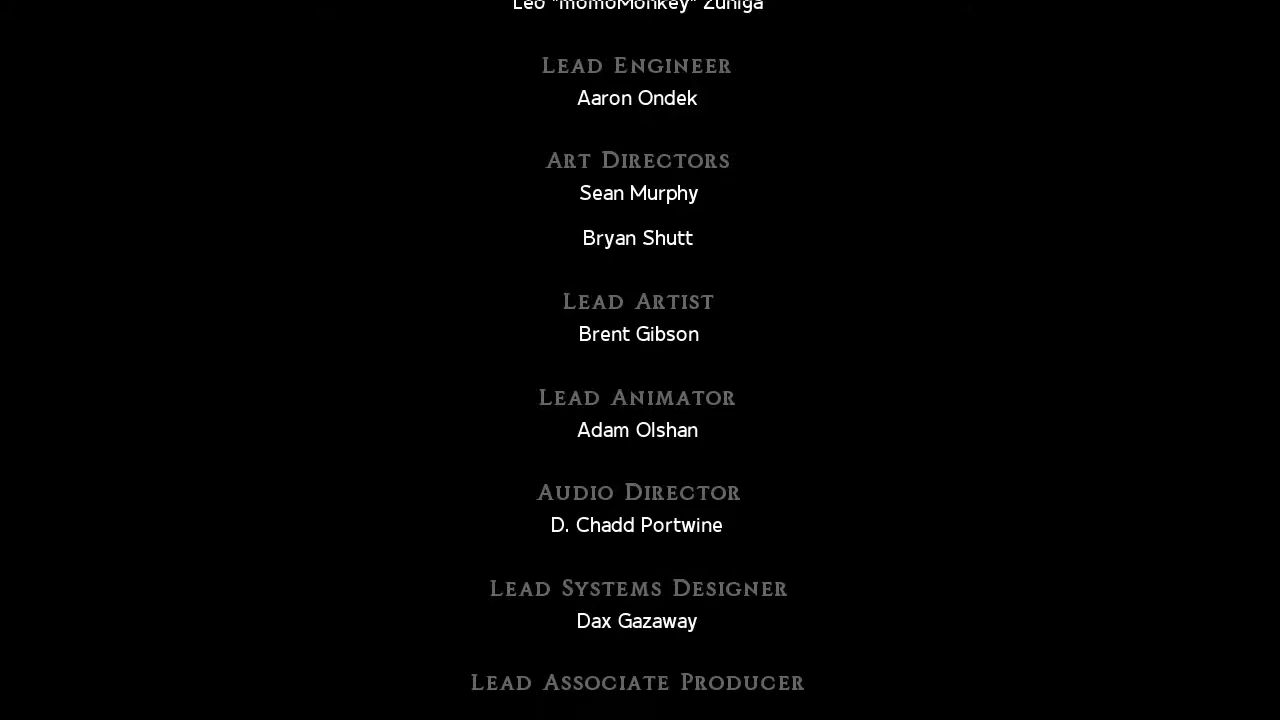 Leo "momoMonkey" Zuniga
Lead Engineer
Aaron Ondek
Art Directors
Sean Murphy
Bryan Shutt
Lead Artist
Brent Gibson
Lead Animator
Adam Olshan
Audio Director
D. Chadd Portwine
Lead Systems Designer
Dax Gazaway
Lead Associate Producer